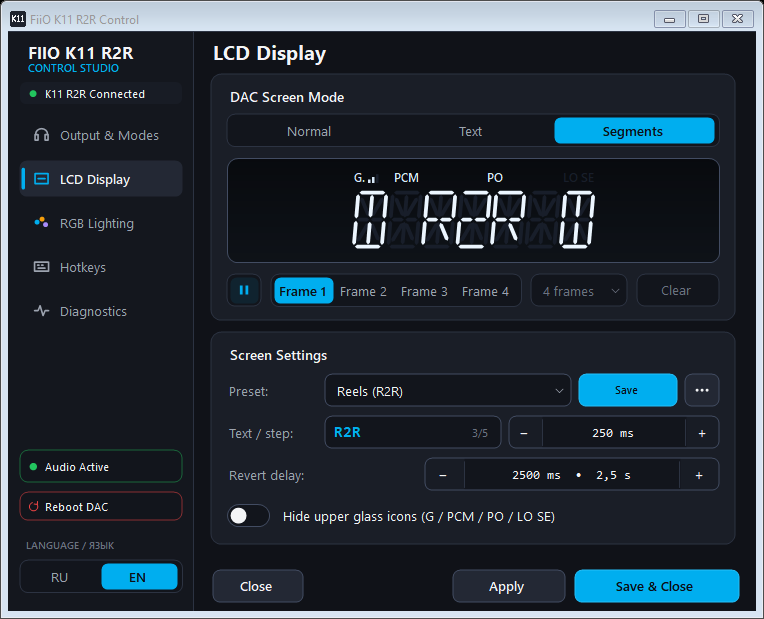 K11 FiiO K11 R2R Control
FIIO K11 R2R
CONTROL STUDIO
K11 R2R Connected
Output & Modes
LCD Display
RGB Lighting
Hotkeys
Diagnostics
Audio Active
Reboot DAC
LANGUAGE / ЯЗЫК
RU EN
LCD Display
DAC Screen Mode
Normal Text Segments
G. PCM PO LO SE
R2R
Frame 1 Frame 2 Frame 3 Frame 4 4 frames Clear
Screen Settings
Preset: Reels (R2R) Save •••
Text / step: R2R 3/5 − 250 ms +
Revert delay: − 2500 ms • 2,5 s +
Hide upper glass icons (G / PCM / PO / LO SE)
Close Apply Save & Close